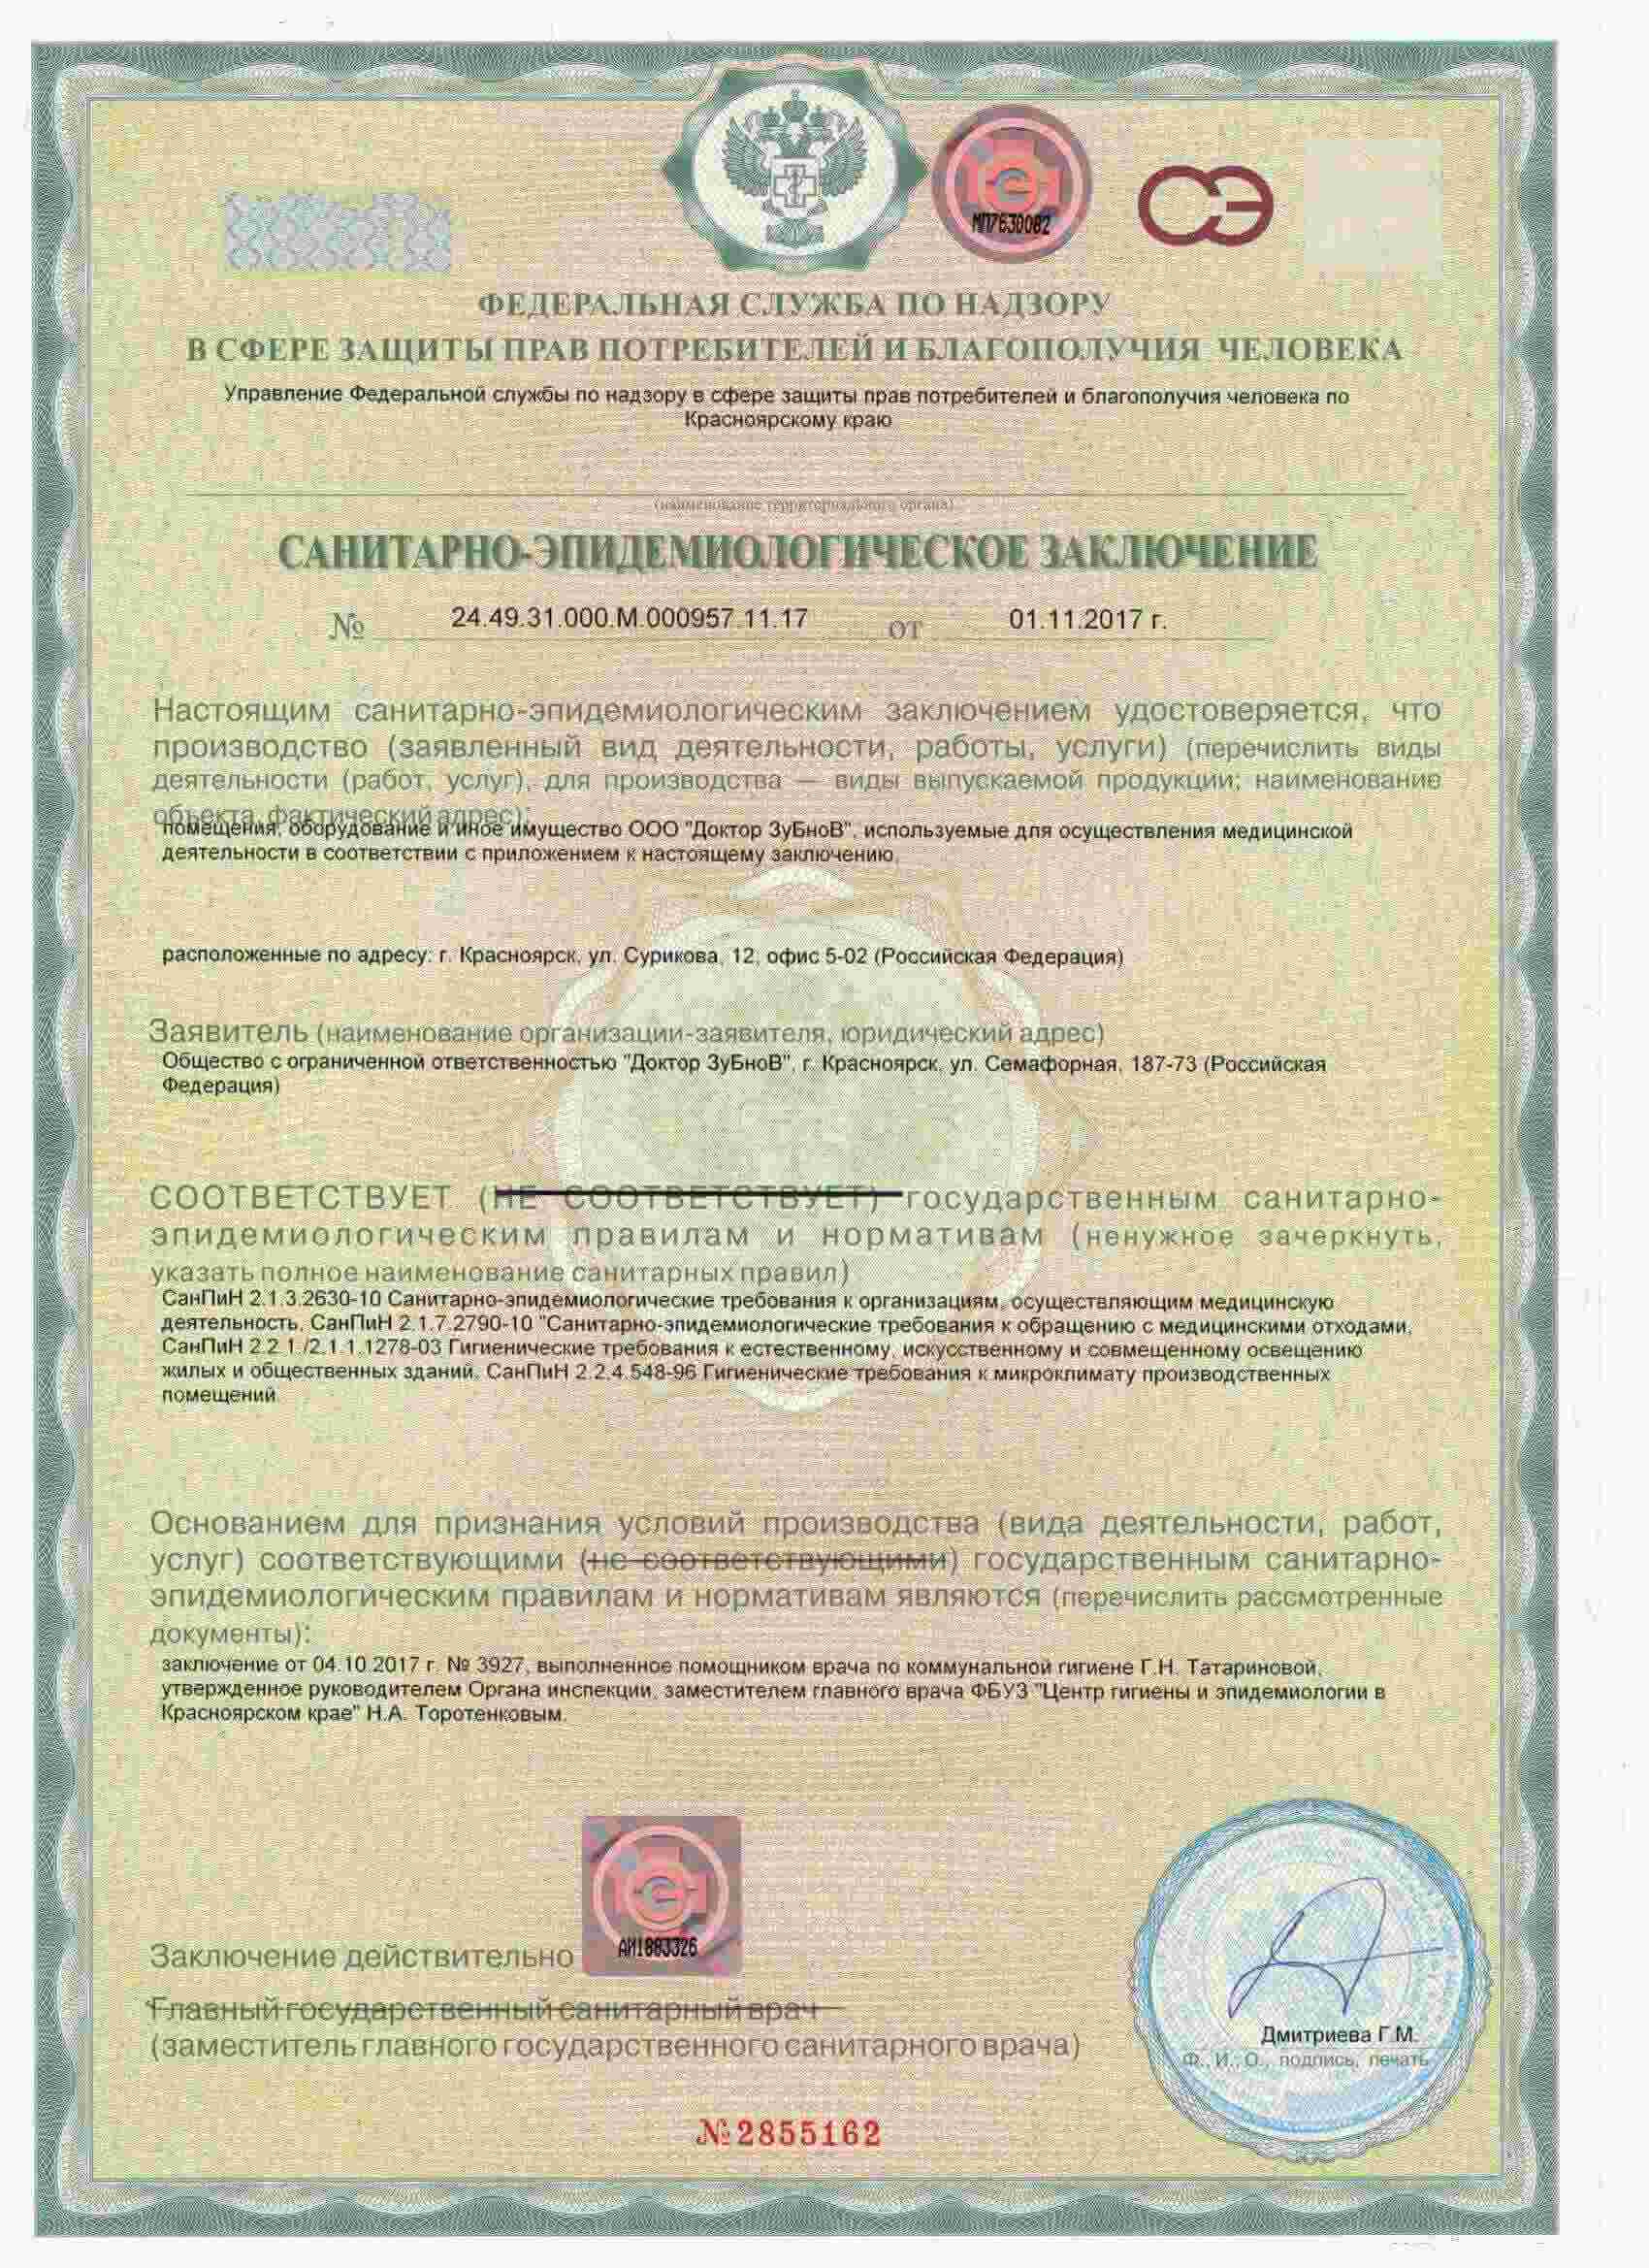 МП7630082
СЭ
ФЕДЕРАЛЬНАЯ СЛУЖБА ПО НАДЗОРУ
В СФЕРЕ ЗАЩИТЫ ПРАВ ПОТРЕБИТЕЛЕЙ И БЛАГОПОЛУЧИЯ ЧЕЛОВЕКА
Управление Федеральной службы по надзору в сфере защиты прав потребителей и благополучия человека по
Красноярскому краю
(наименование территориального органа)
САНИТАРНО-ЭПИДЕМИОЛОГИЧЕСКОЕ ЗАКЛЮЧЕНИЕ
№ 24.49.31.000.М.000957.11.17 от 01.11.2017 г.
Настоящим санитарно-эпидемиологическим заключением удостоверяется, что
производство (заявленный вид деятельности, работы, услуги) (перечислить виды
деятельности (работ, услуг), для производства — виды выпускаемой продукции; наименование
объекта, фактический адрес):
помещения, оборудование и иное имущество ООО "Доктор ЗуБноВ", используемые для осуществления медицинской
деятельности в соответствии с приложением к настоящему заключению,
расположенные по адресу: г. Красноярск, ул. Сурикова, 12, офис 5-02 (Российская Федерация)
Заявитель (наименование организации-заявителя, юридический адрес)
Общество с ограниченной ответственностью "Доктор ЗуБноВ", г. Красноярск, ул. Семафорная, 187-73 (Российская
Федерация)
СООТВЕТСТВУЕТ (НЕ СООТВЕТСТВУЕТ) государственным санитарно-
эпидемиологическим правилам и нормативам (ненужное зачеркнуть,
указать полное наименование санитарных правил)
СанПиН 2.1.3.2630-10 Санитарно-эпидемиологические требования к организациям, осуществляющим медицинскую
деятельность, СанПиН 2.1.7.2790-10 "Санитарно-эпидемиологические требования к обращению с медицинскими отходами,
СанПиН 2.2.1./2.1.1.1278-03 Гигиенические требования к естественному, искусственному и совмещенному освещению
жилых и общественных зданий, СанПиН 2.2.4.548-96 Гигиенические требования к микроклимату производственных
помещений
Основанием для признания условий производства (вида деятельности, работ,
услуг) соответствующими (не соответствующими) государственным санитарно-
эпидемиологическим правилам и нормативам являются (перечислить рассмотренные
документы):
заключение от 04.10.2017 г. № 3927, выполненное помощником врача по коммунальной гигиене Г.Н. Татариновой,
утвержденное руководителем Органа инспекции, заместителем главного врача ФБУЗ "Центр гигиены и эпидемиологии в
Красноярском крае" Н.А. Торотенковым.
АИ1883326
Заключение действительно
Главный государственный санитарный врач
(заместитель главного государственного санитарного врача)
Дмитриева Г.М.
Ф., И., О., подпись, печать
№2855162